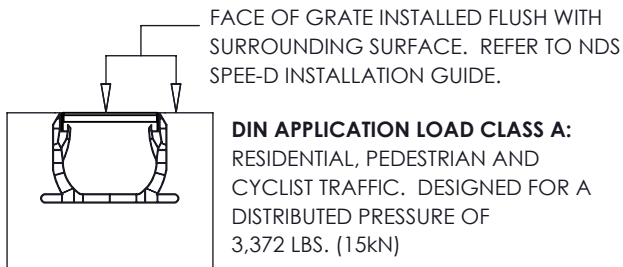 FACE OF GRATE INSTALLED FLUSH WITH
SURROUNDING SURFACE. REFER TO NDS
SPEE-D INSTALLATION GUIDE.
DIN APPLICATION LOAD CLASS A:
RESIDENTIAL, PEDESTRIAN AND
CYCLIST TRAFFIC. DESIGNED FOR A
DISTRIBUTED PRESSURE OF
3,372 LBS. (15kN)